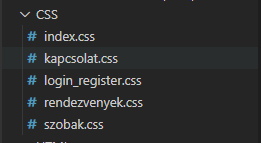 CSS
# index.css
# kapcsolat.css
# login_register.css
# rendezvenyek.css
# szobak.css